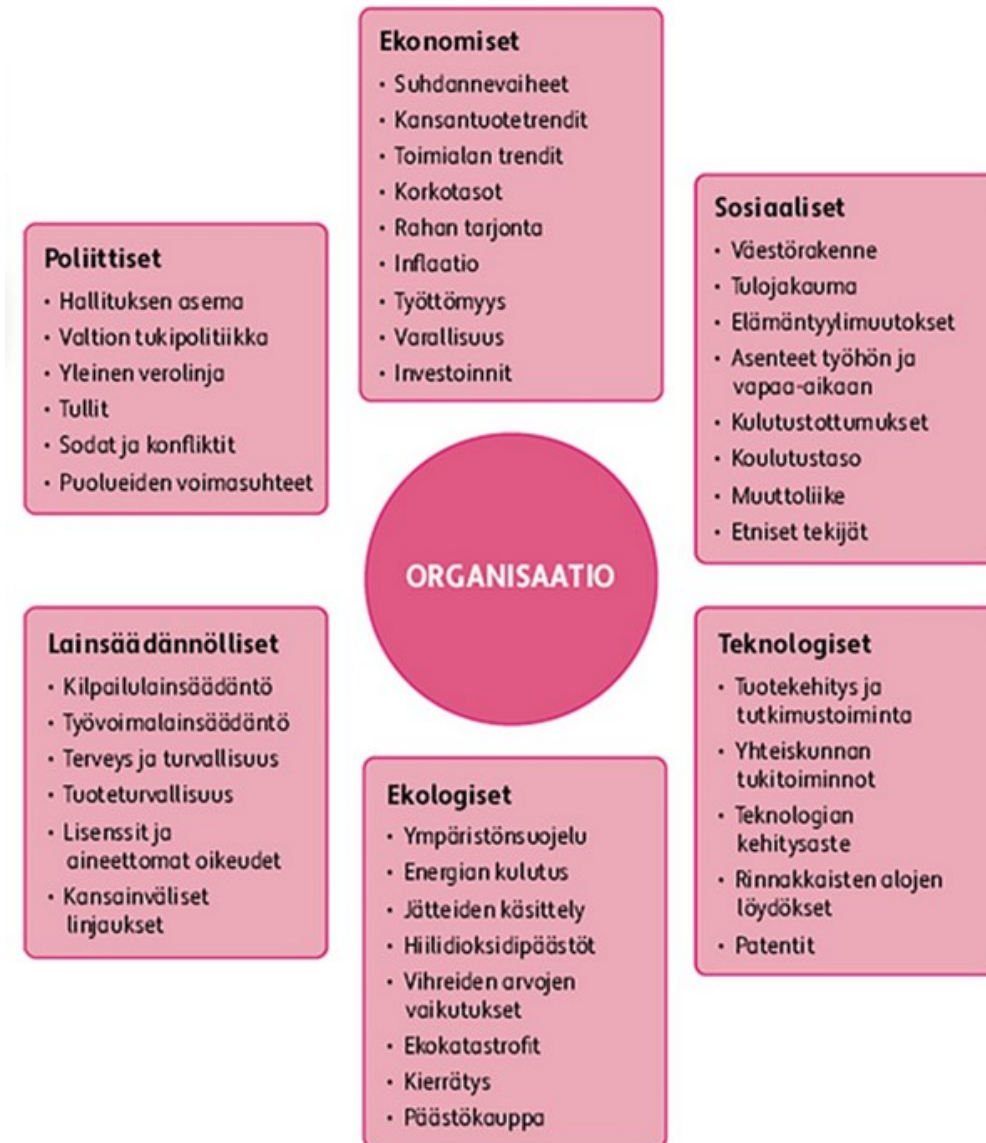 Ekonomiset
• Suhdannevaiheet
• Kansantuotetrendit
• Toimialan trendit
• Korkotasot
• Rahan tarjonta
• Inflaatio
• Työttömyys
• Varallisuus
• Investoinnit
Poliittiset
• Hallituksen asema
• Valtion tukipolitiikka
• Yleinen verolinja
• Tullit
• Sodat ja konfliktit
• Puolueiden voimasuhteet
Sosiaaliset
• Väestörakenne
• Tulojakauma
• Elämäntyylimuutokset
• Asenteet työhön ja
vapaa-aikaan
• Kulutustottumukset
• Koulutustaso
• Muuttoliike
• Etniset tekijät
ORGANISAATIO
Lainsäädännölliset
• Kilpailulainsäädäntö
• Työvoimalainsäädäntö
• Terveys ja turvallisuus
• Tuoteturvallisuus
• Lisenssit ja
aineettomat oikeudet
• Kansainväliset
linjaukset
Ekologiset
• Ympäristönsuojelu
• Energian kulutus
• Jätteiden käsittely
• Hiilidioksidipäästöt
• Vihreiden arvojen
vaikutukset
• Ekokatastrofit
• Kierrätys
• Päästökauppa
Teknologiset
• Tuotekehitys ja
tutkimustoiminta
• Yhteiskunnan
tukitoiminnot
• Teknologian
kehitysaste
• Rinnakkaisten alojen
löydökset
• Patentit